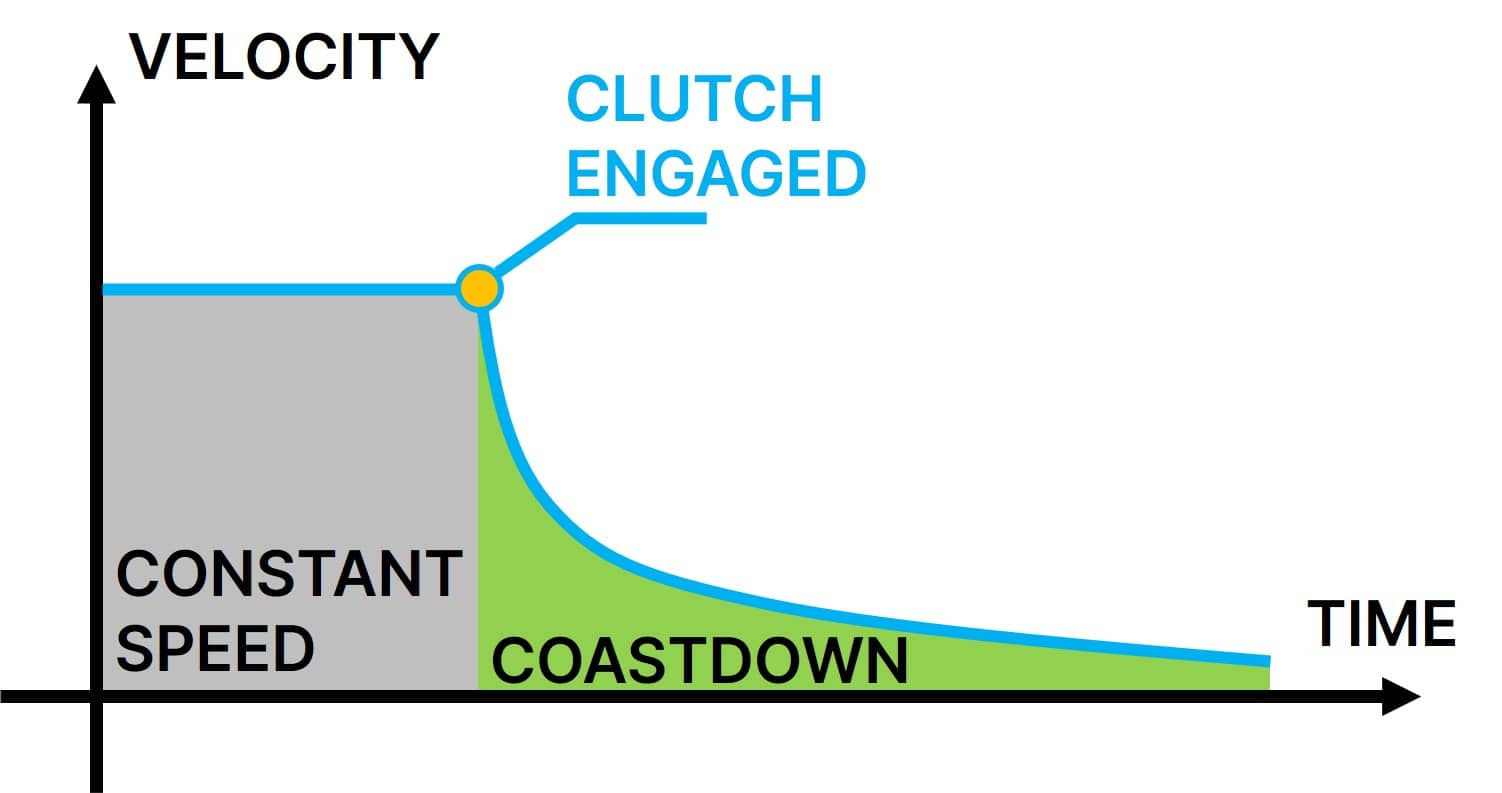 VELOCITY
CLUTCH
ENGAGED
CONSTANT
SPEED
COASTDOWN
TIME